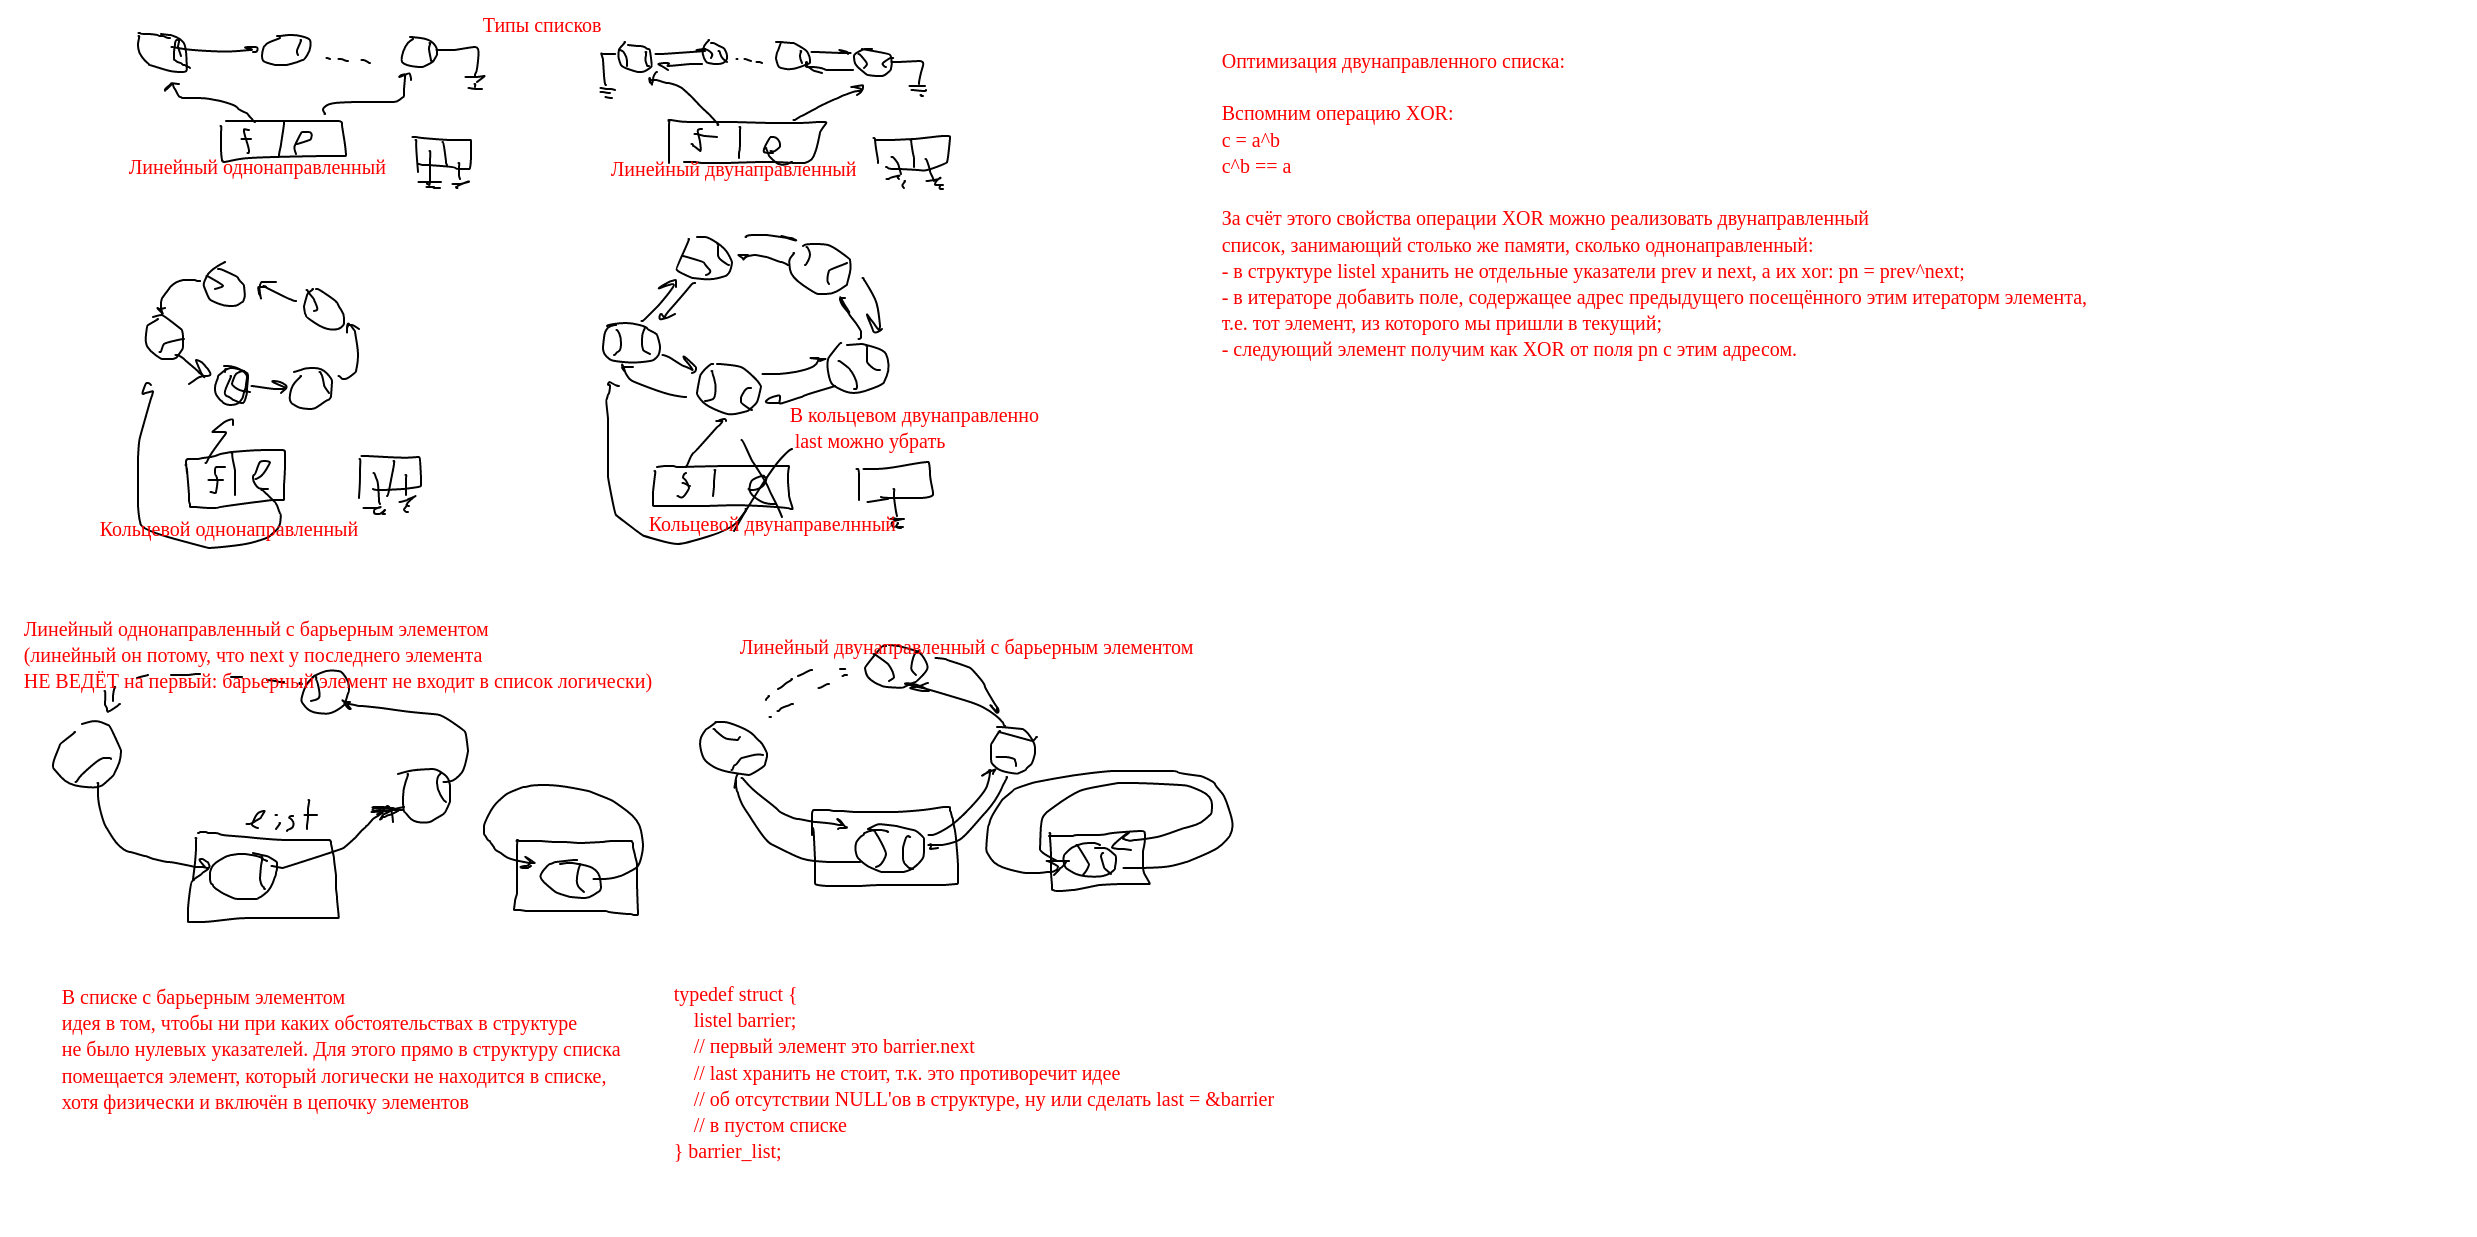 Типы списков
f
l
Линейный однонаправленный
f
l
Линейный двунаправленный
f
l
Кольцевой однонаправленный
В кольцевом двунаправленно
last можно убрать
f
l
Кольцевой двунаправелнный
Линейный однонаправленный с барьерным элементом
(линейный он потому, что next у последнего элемента
НЕ ВЕДЁТ на первый: барьерный элемент не входит в список логически)
list
Линейный двунаправленный с барьерным элементом
В списке с барьерным элементом
идея в том, чтобы ни при каких обстоятельствах в структуре
не было нулевых указателей. Для этого прямо в структуру списка
помещается элемент, который логически не находится в списке,
хотя физически и включён в цепочку элементов
typedef struct {
listel barrier;
// первый элемент это barrier.next
// last хранить не стоит, т.к. это противоречит идее
// об отсутствии NULL'ов в структуре, ну или сделать last = &barrier
// в пустом списке
} barrier_list;
Оптимизация двунаправленного списка:
Вспомним операцию XOR:
c = a^b
c^b == a
За счёт этого свойства операции XOR можно реализовать двунаправленный
список, занимающий столько же памяти, сколько однонаправленный:
- в структуре listel хранить не отдельные указатели prev и next, а их xor: pn = prev^next;
- в итераторе добавить поле, содержащее адрес предыдущего посещённого этим итераторм элемента,
т.е. тот элемент, из которого мы пришли в текущий;
- следующий элемент получим как XOR от поля pn с этим адресом.